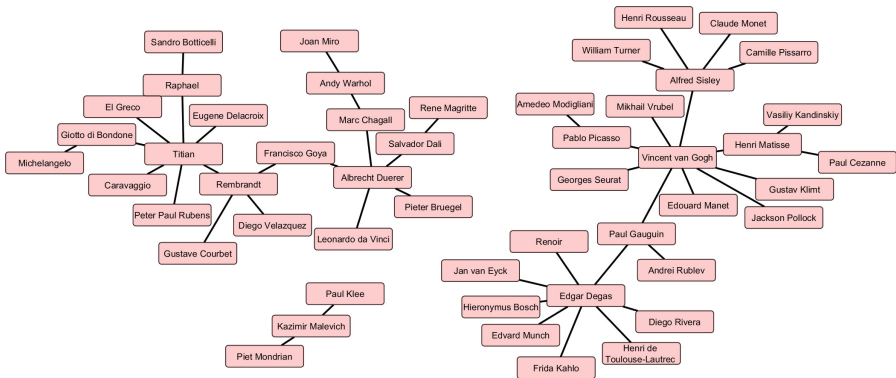 Henri Rousseau
Claude Monet
Sandro Botticelli
Joan Miro
William Turner
Camille Pissarro
Alfred Sisley
Raphael
Andy Warhol
El Greco
Eugene Delacroix
Rene Magritte
Amedeo Modigliani
Mikhail Vrubel
Vasiliy Kandinskiy
Marc Chagall
Giotto di Bondone
Salvador Dali
Pablo Picasso
Henri Matisse
Titian
Francisco Goya
Vincent van Gogh
Michelangelo
Paul Cezanne
Albrecht Duerer
Georges Seurat
Caravaggio
Rembrandt
Gustav Klimt
Pieter Bruegel
Edouard Manet
Peter Paul Rubens
Diego Velazquez
Jackson Pollock
Leonardo da Vinci
Paul Gauguin
Renoir
Gustave Courbet
Jan van Eyck
Andrei Rublev
Paul Klee
Edgar Degas
Hieronymus Bosch
Kazimir Malevich
Diego Rivera
Edvard Munch
Piet Mondrian
Henri de
Toulouse-Lautrec
Frida Kahlo